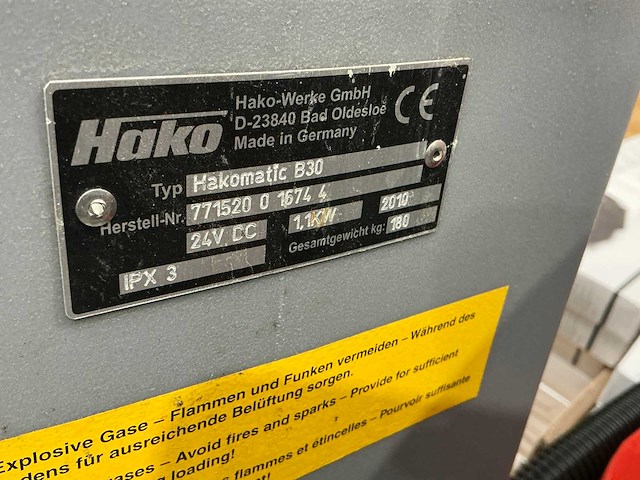 Hako
Hako-Werke GmbH
D-23840 Bad Oldesloe
Made in Germany
CE
Typ Hakomatic B30
Herstell-Nr. 771520 0 1674 4
24V DC 1,1KW 2010
Gesamtgewicht kg: 180
IPX 3
Explosive Gase – Flammen und Funken vermeiden – Während des
dens für ausreichende Belüftung sorgen.
gases – Avoid fires and sparks – Provide for sufficient
loading!
flammes et étincelles – Pourvoir suffisante